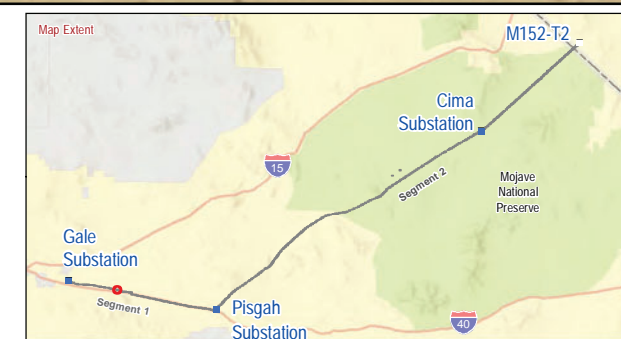 Map Extent
M152-T2
Cima
Substation
15
Segment 2
Mojave
National
Preserve
Gale
Substation
Segment 1
Pisgah
Substation
40